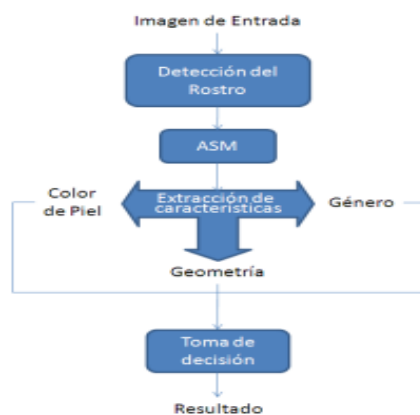 Imagen de Entrada
Detección del
Rostro
ASM
Color
de Piel
Extracción de
características
Género
Geometría
Toma de
decisión
Resultado